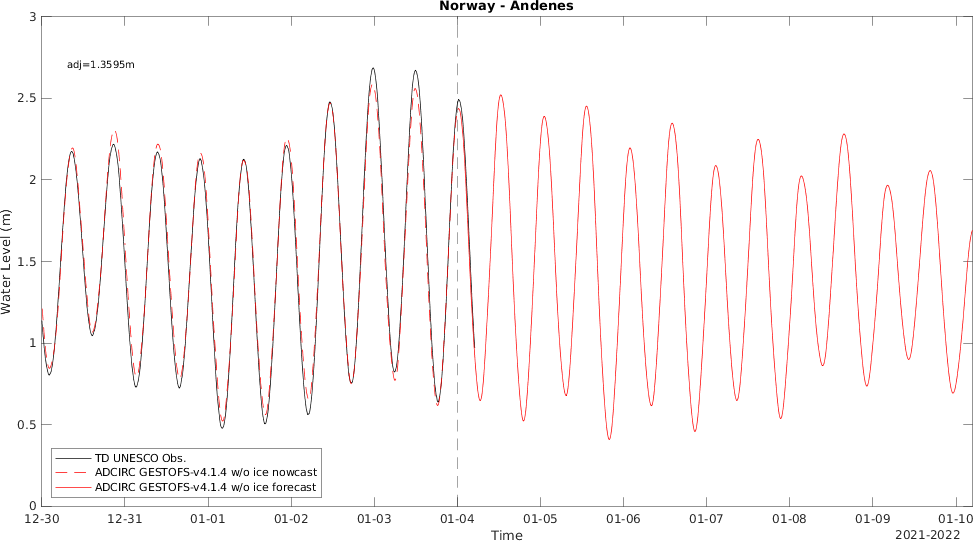 Norway - Andenes
3
adj=1.3595m
2.5
2
1.5
1
0.5
0
Water Level (m)
TD UNESCO Obs.
ADCIRC GESTOFS-v4.1.4 w/o ice nowcast
ADCIRC GESTOFS-v4.1.4 w/o ice forecast
12-30 12-31 01-01 01-02 01-03 01-04 01-05 01-06 01-07 01-08 01-09 01-10
Time
2021-2022